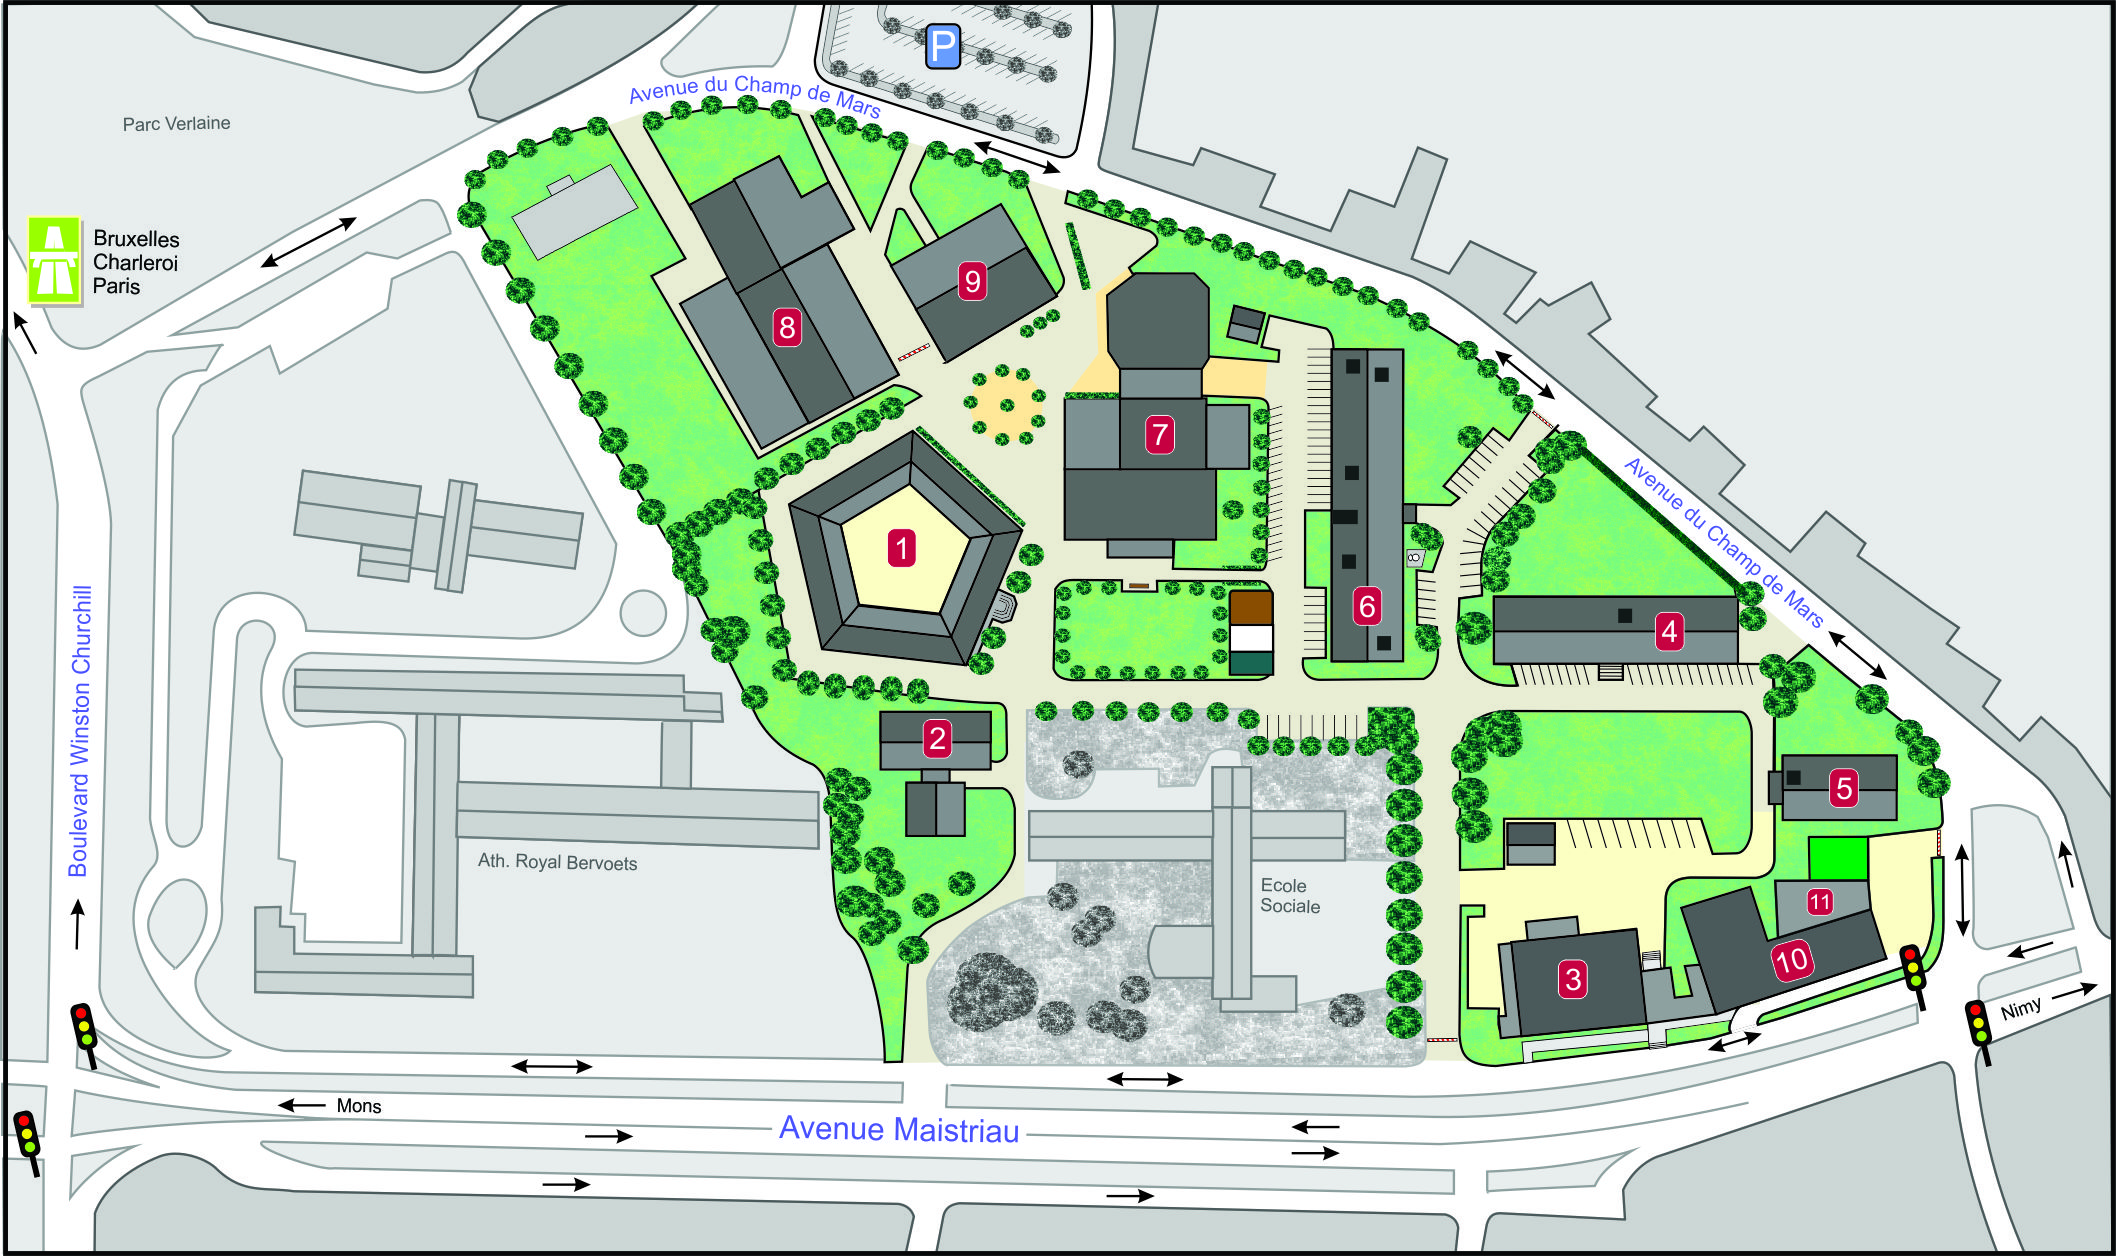 P
Avenue du Champ de Mars
Parc Verlaine
Bruxelles
Charleroi
Paris
9
8
7
Avenue du Champ de Mars
1
6
4
Boulevard Winston Churchill
2
5
Ath. Royal Bervoets
Ecole
Sociale
11
10
3
Nimy
Mons
Avenue Maistriau